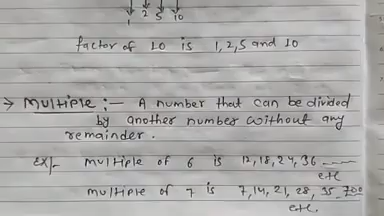 1 2 5 10
factor of 10 is 1,2,5 and 10
→ Multiple :— A number that can be divided
by another number without any
remainder.
Ex/- multiple of 6 is 12,18,24,36 ......
etc
multiple of 7 is 7,14,21,28, 35..700
etc.